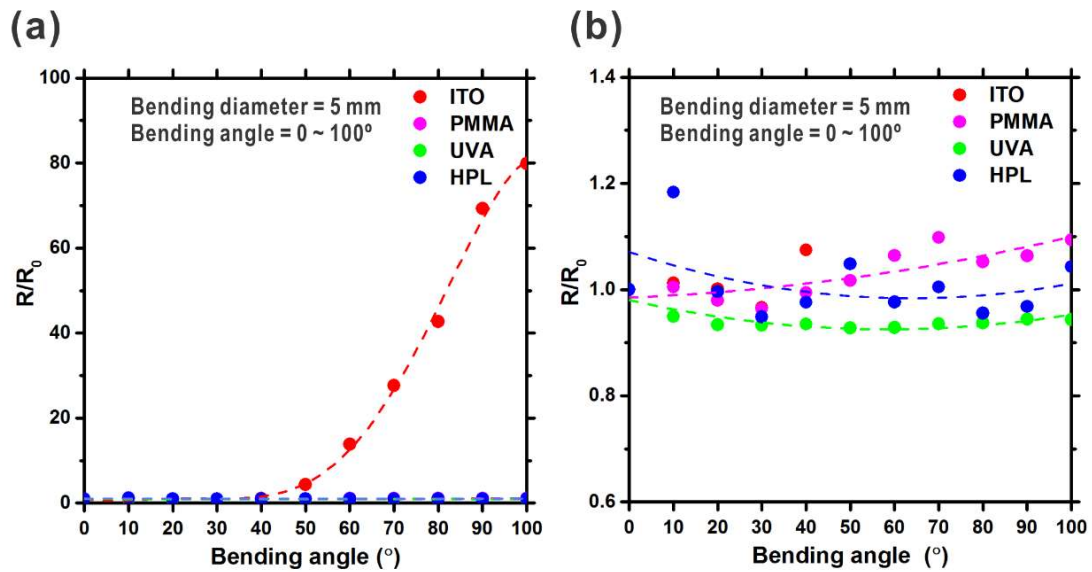 (a)
(b)
100
80
60
40
20
0
R/R0
Bending diameter = 5 mm
Bending angle = 0 ~ 100º
ITO
PMMA
UVA
HPL
0 10 20 30 40 50 60 70 80 90 100
Bending angle (°)
1.4
1.2
1.0
0.8
0.6
R/R0
Bending diameter = 5 mm
Bending angle = 0 ~ 100º
ITO
PMMA
UVA
HPL
0 10 20 30 40 50 60 70 80 90 100
Bending angle (°)